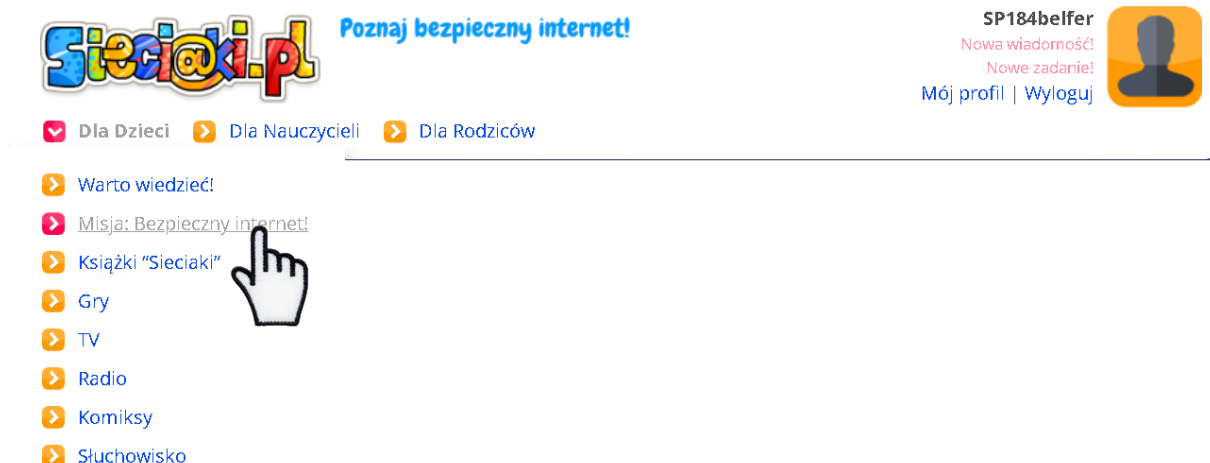 Sieci@ki.pl
Poznaj bezpieczny internet!
SP184belfer
Nowa wiadomość!
Nowe zadanie!
Mój profil | Wyloguj
Dla Dzieci Dla Nauczycieli Dla Rodziców
Warto wiedzieć!
Misja: Bezpieczny internet!
Książki “Sieciaki”
Gry
TV
Radio
Komiksy
Słuchowisko